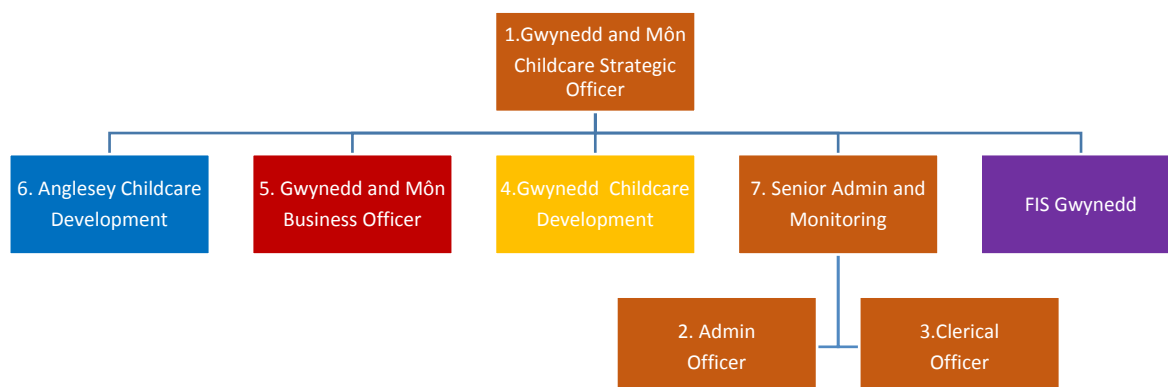 1.Gwynedd and Môn
Childcare Strategic
Officer
6. Anglesey Childcare
Development
5. Gwynedd and Môn
Business Officer
4.Gwynedd Childcare
Development
7. Senior Admin and
Monitoring
FIS Gwynedd
2. Admin
Officer
3.Clerical
Officer